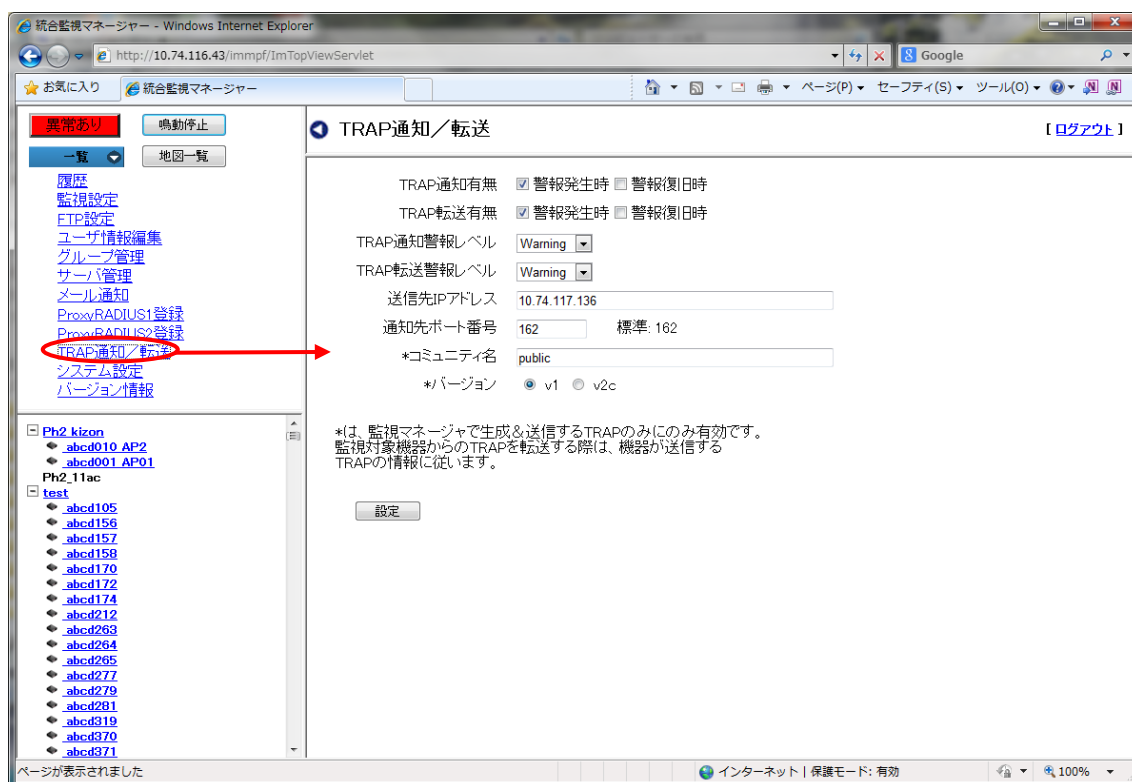 統合監視マネージャー - Windows Internet Explorer
http://10.74.116.43/immpf/ImTopViewServlet
Google
お気に入り
統合監視マネージャー
ページ(P)
セーフティ(S)
ツール(O)
異常あり
鳴動停止
一覧
地図一覧
履歴
監視設定
FTP設定
ユーザ情報編集
グループ管理
サーバ管理
メール通知
ProxyRADIUS1登録
ProxyRADIUS2登録
TRAP通知／転送
システム設定
バージョン情報
Ph2 kizon
abcd010 AP2
abcd001 AP01
Ph2_11ac
test
abcd105
abcd156
abcd157
abcd158
abcd170
abcd172
abcd174
abcd212
abcd263
abcd264
abcd265
abcd277
abcd279
abcd281
abcd319
abcd370
abcd371
TRAP通知／転送
[ ログアウト ]
TRAP通知有無 警報発生時 警報復旧時
TRAP転送有無 警報発生時 警報復旧時
TRAP通知警報レベル Warning
TRAP転送警報レベル Warning
送信先IPアドレス 10.74.117.136
通知先ポート番号 162 標準: 162
*コミュニティ名 public
*バージョン v1 v2c
*は、監視マネージャで生成&送信するTRAPのみにのみ有効です。
監視対象機器からのTRAPを転送する際は、機器が送信する
TRAPの情報に従います。
設定
ページが表示されました
インターネット | 保護モード: 有効
100%